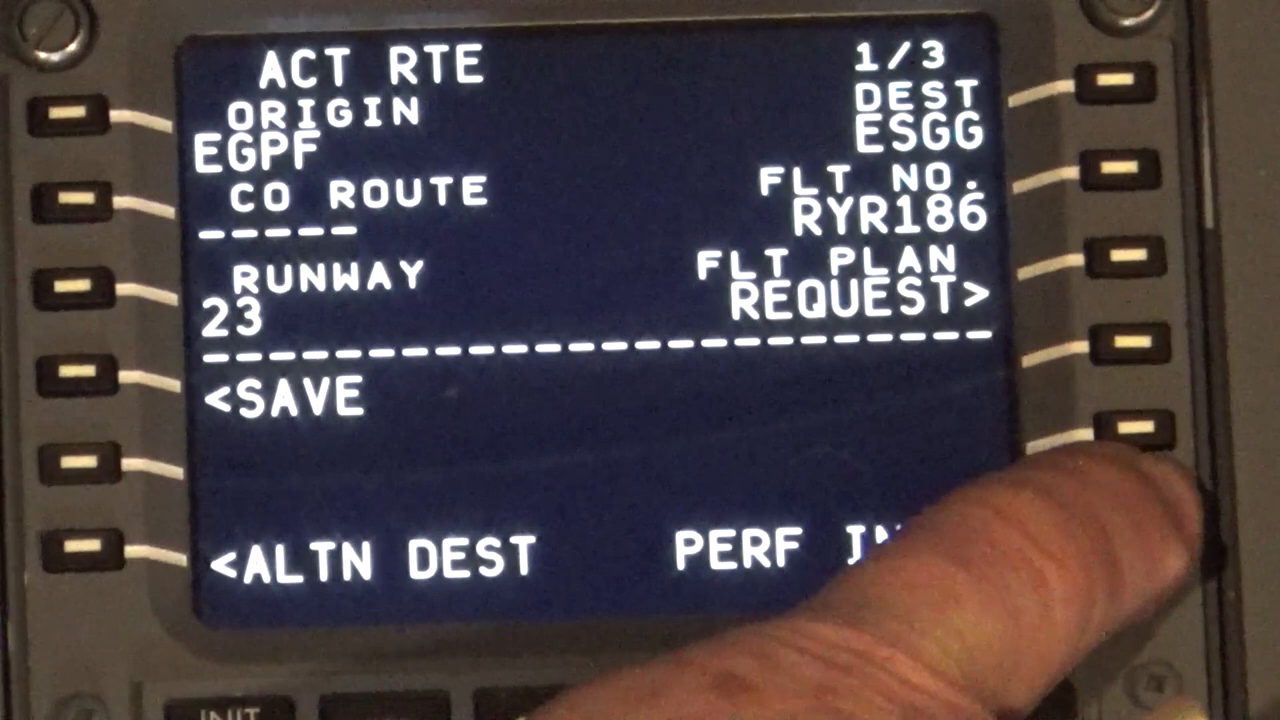 ACT RTE 1/3
ORIGIN DEST
EGPF ESGG
CO ROUTE FLT NO.
----- RYR186
RUNWAY FLT PLAN
23 REQUEST>
------------------------
<SAVE
<ALTN DEST PERF
INIT